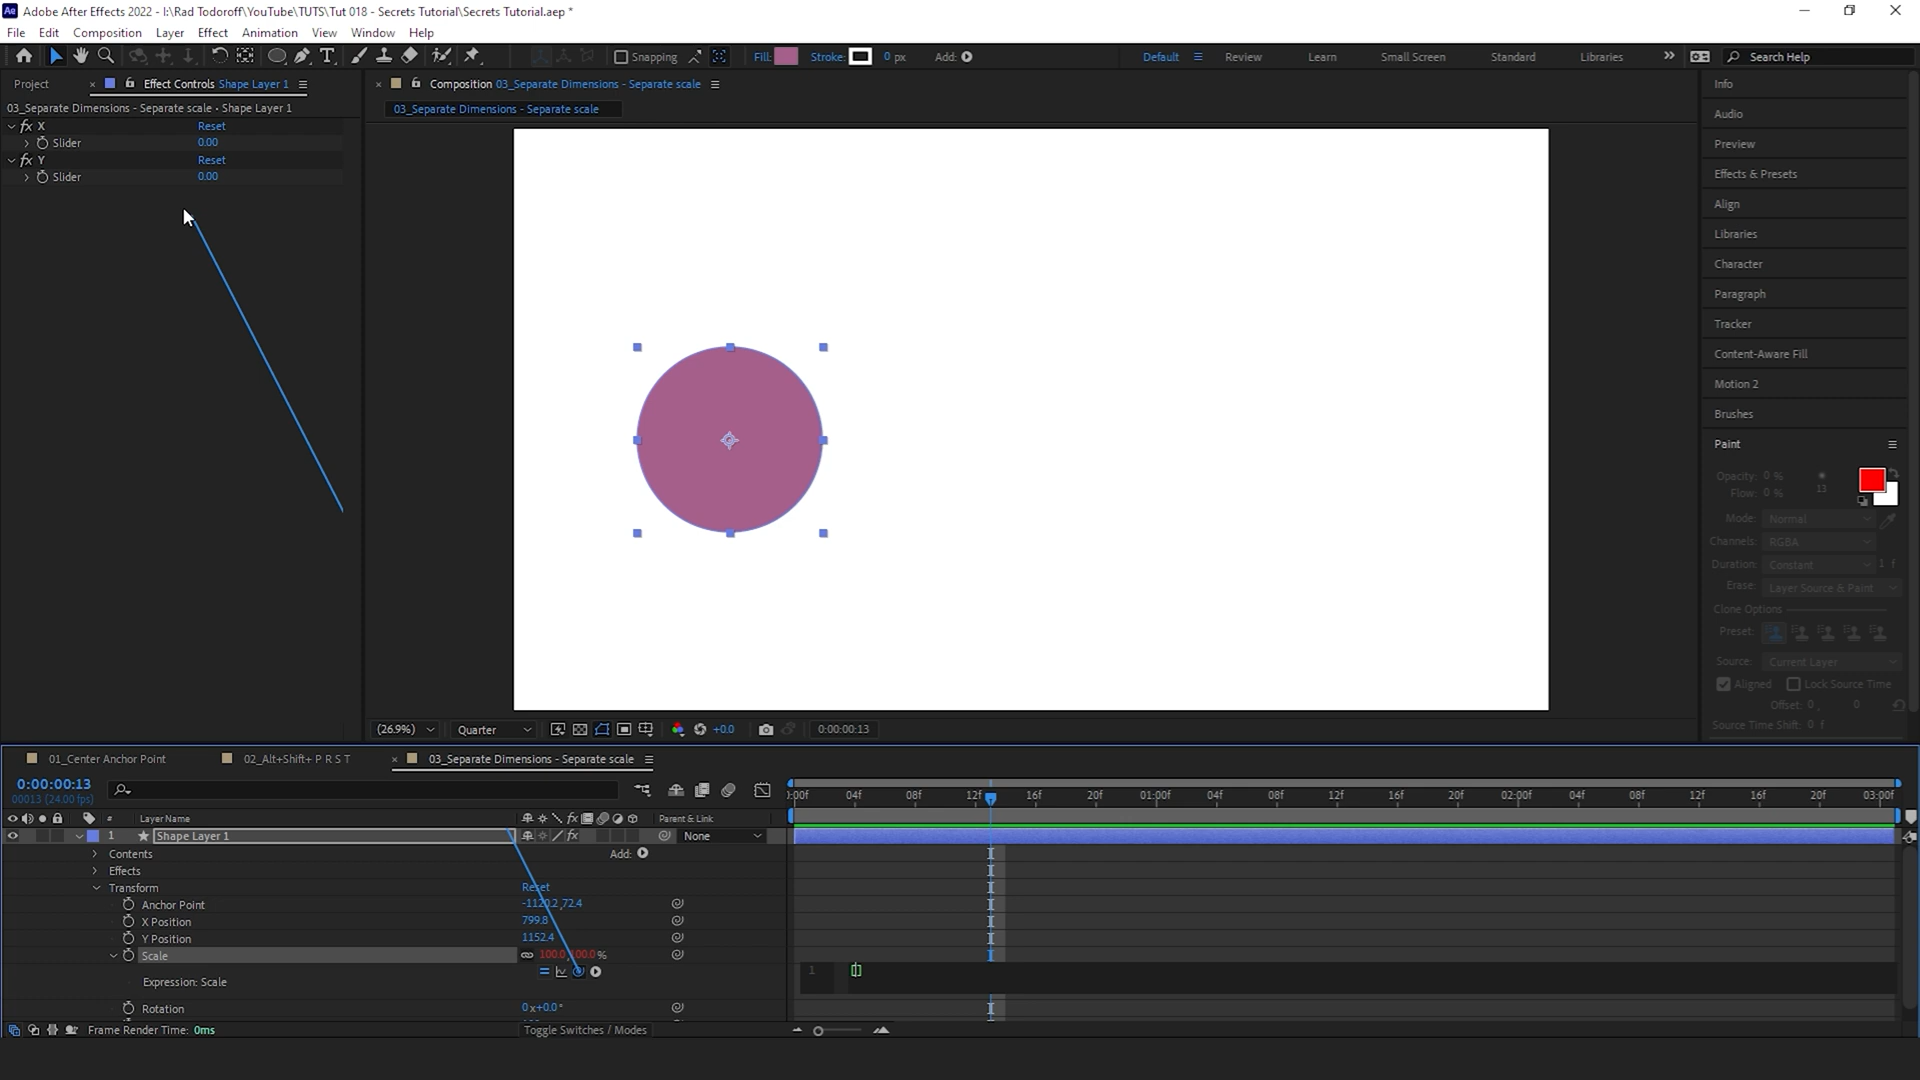 Adobe After Effects 2022 - I:\Rad Todoroff\YouTube\TUTS\Tut 018 - Secrets Tutorial\Secrets Tutorial.aep *
File Edit Composition Layer Effect Animation View Window Help
Snapping Fill: Stroke: 0 px Add: Default Review Learn Small Screen Standard Libraries Search Help
Project Effect Controls Shape Layer 1
03_Separate Dimensions - Separate scale • Shape Layer 1
fx X Reset
Slider 0.00
fx Y Reset
Slider 0.00
Composition 03_Separate Dimensions - Separate scale
03_Separate Dimensions - Separate scale
(26.9%) Quarter +0.0 0:00:00:13
Info
Audio
Preview
Effects & Presets
Align
Libraries
Character
Paragraph
Tracker
Content-Aware Fill
Motion 2
Brushes
Paint
Opacity: 0 %
Flow: 0 % 13
Mode: Normal
Channels: RGBA
Duration: Constant 1 f
Erase: Layer Source & Paint
Clone Options
Preset:
Source: Current Layer
Aligned Lock Source Time
Offset: 0 , 0
Source Time Shift: 0 f
01_Center Anchor Point 02_Alt+Shift+ P R S T 03_Separate Dimensions - Separate scale
0:00:00:13
00013 (24.00 fps)
:00f 04f 08f 12f 16f 20f 01:00f 04f 08f 12f 16f 20f 02:00f 04f 08f 12f 16f 20f 03:00f
# Layer Name Parent & Link
1 Shape Layer 1 None
Contents Add:
Effects
Transform Reset
Anchor Point -1120.2,72.4
X Position 799.8
Y Position 1152.4
Scale 100.0,100.0%
1 []
Expression: Scale
Rotation 0x+0.0°
Frame Render Time: 0ms Toggle Switches / Modes